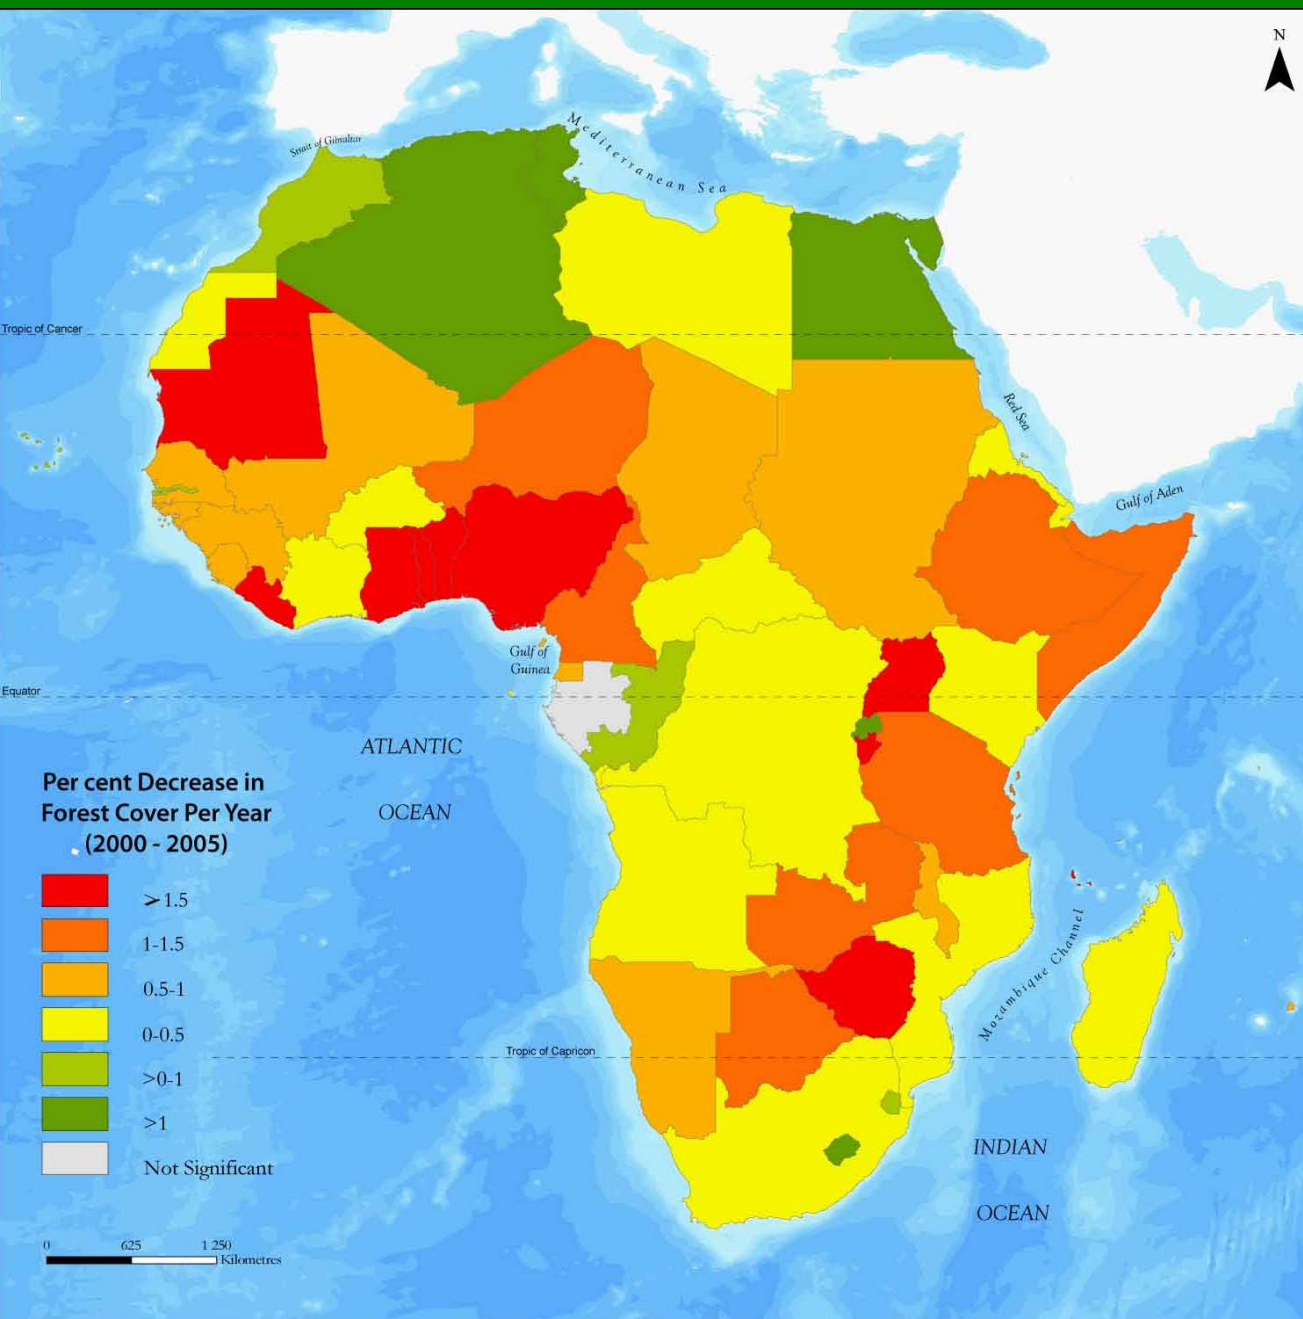 N
Strait of Gibraltar
Mediterranean Sea
Tropic of Cancer
Red Sea
Gulf of Aden
Gulf of
Guinea
Equator
ATLANTIC
OCEAN
Per cent Decrease in
Forest Cover Per Year
(2000 - 2005)
>1.5
1-1.5
0.5-1
0-0.5
>0-1
>1
Not Significant
Mozambique Channel
Tropic of Capricon
INDIAN
OCEAN
0 625 1 250
Kilometres